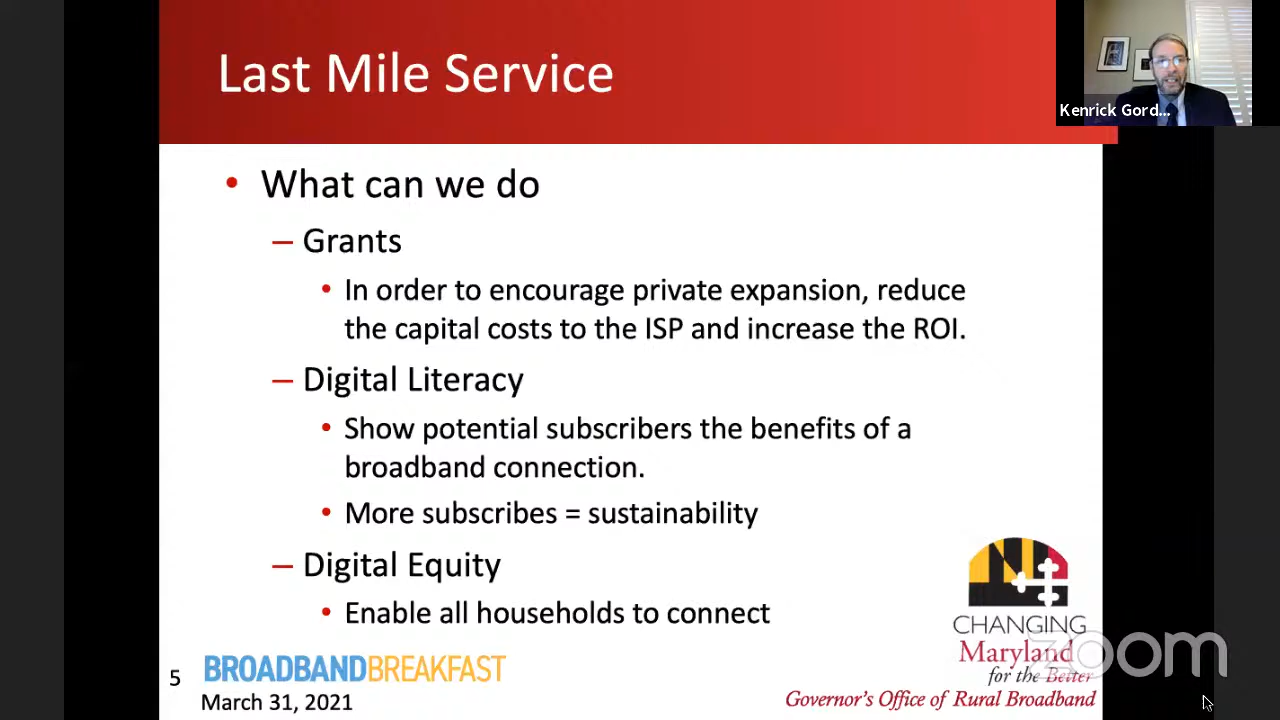 Last Mile Service
Kenrick Gord...
• What can we do
– Grants
• In order to encourage private expansion, reduce
the capital costs to the ISP and increase the ROI.
– Digital Literacy
• Show potential subscribers the benefits of a
broadband connection.
• More subscribes = sustainability
– Digital Equity
• Enable all households to connect
CHANGING
Maryland
for the Better
Governor's Office of Rural Broadband
zoom
5
BROADBANDBREAKFAST
March 31, 2021